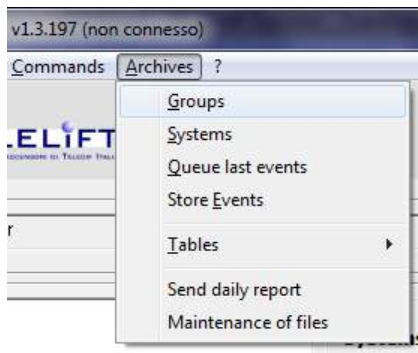 v1.3.197 (non connesso)
Commands Archives ?
Groups
ELIFT
Systems
Queue last events
Store Events
r
Tables
Send daily report
Maintenance of files